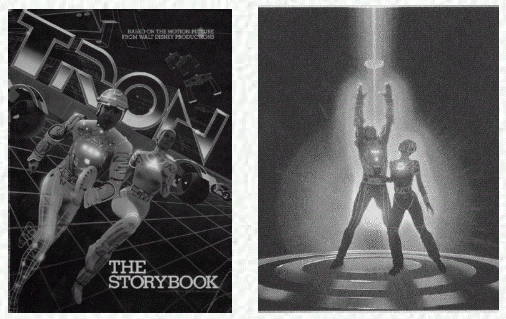 BASED ON THE MOTION PICTURE
FROM WALT DISNEY PRODUCTIONS
TRON
THE
STORYBOOK